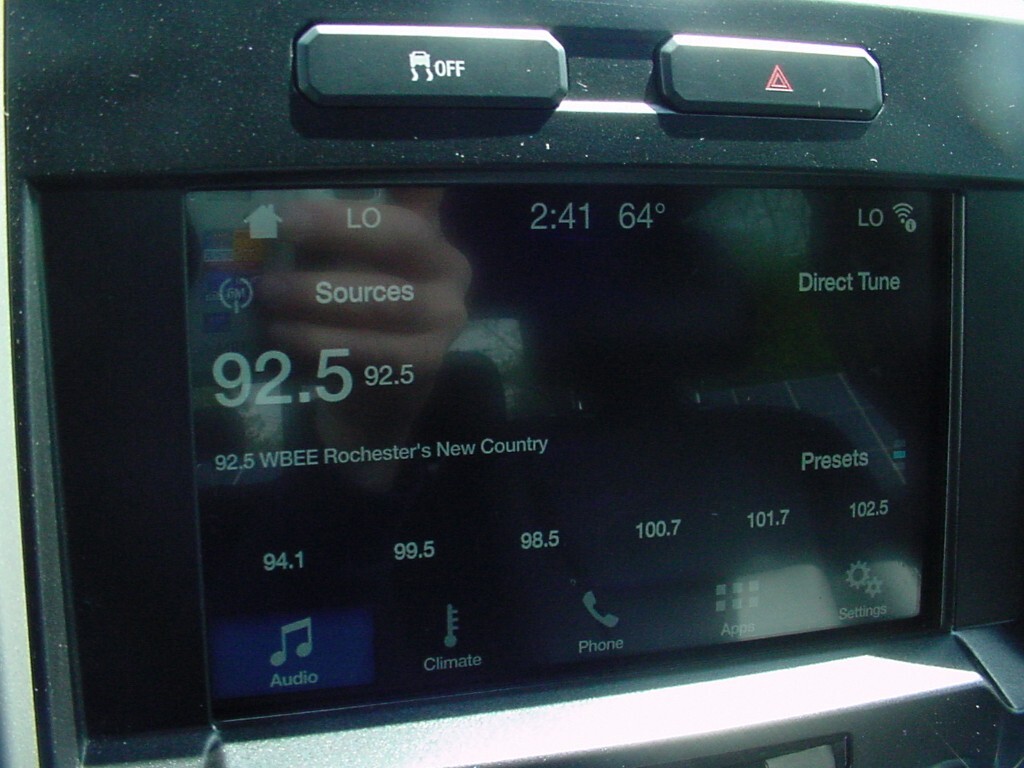 OFF
LO 2:41 64° LO
FM Sources Direct Tune
92.5 92.5
92.5 WBEE Rochester's New Country
Presets
94.1 99.5 98.5 100.7 101.7 102.5
Audio Climate Phone Apps Settings